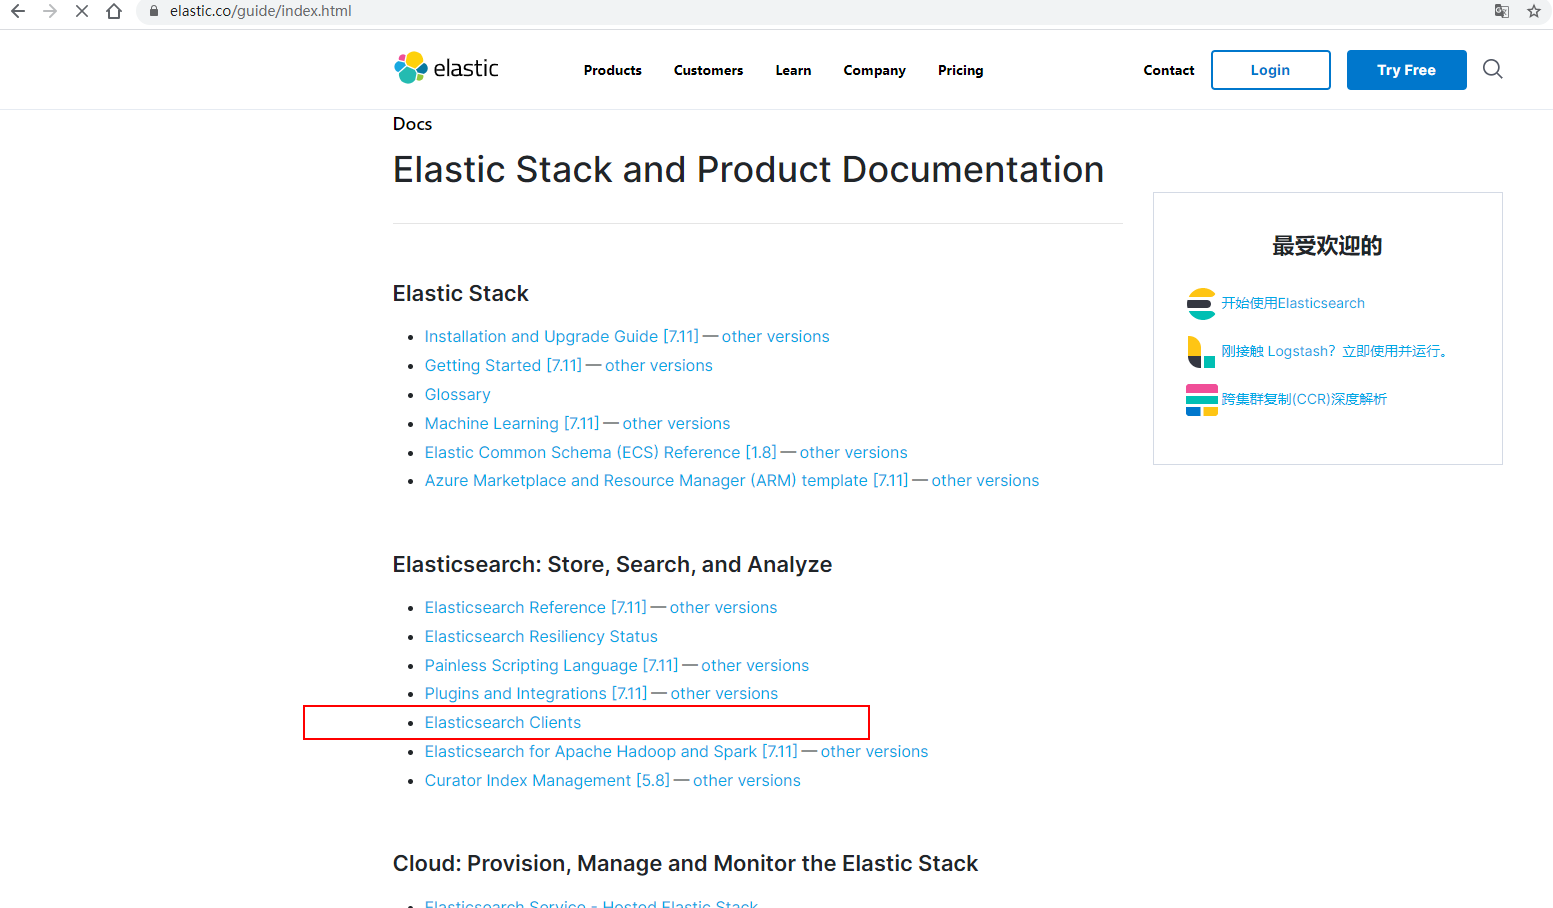 elastic.co/guide/index.html
elastic
Products
Customers
Learn
Company
Pricing
Contact
Login
Try Free
Docs
Elastic Stack and Product Documentation
Elastic Stack
Installation and Upgrade Guide [7.11] — other versions
Getting Started [7.11] — other versions
Glossary
Machine Learning [7.11] — other versions
Elastic Common Schema (ECS) Reference [1.8] — other versions
Azure Marketplace and Resource Manager (ARM) template [7.11] — other versions
Elasticsearch: Store, Search, and Analyze
Elasticsearch Reference [7.11] — other versions
Elasticsearch Resiliency Status
Painless Scripting Language [7.11] — other versions
Plugins and Integrations [7.11] — other versions
Elasticsearch Clients
Elasticsearch for Apache Hadoop and Spark [7.11] — other versions
Curator Index Management [5.8] — other versions
Cloud: Provision, Manage and Monitor the Elastic Stack
Elasticsearch Service - Hosted Elastic Stack
最受欢迎的
开始使用Elasticsearch
刚接触 Logstash？立即使用并运行。
跨集群复制(CCR)深度解析